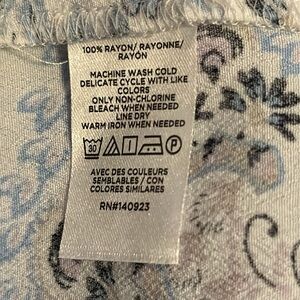 100% RAYON/ RAYONNE/
RAYÓN
MACHINE WASH COLD
DELICATE CYCLE WITH LIKE
COLORS
ONLY NON-CHLORINE
BLEACH WHEN NEEDED
LINE DRY
WARM IRON WHEN NEEDED
30 P
AVEC DES COULEURS
SEMBLABLES / CON
COLORES SIMILARES
RN#140923